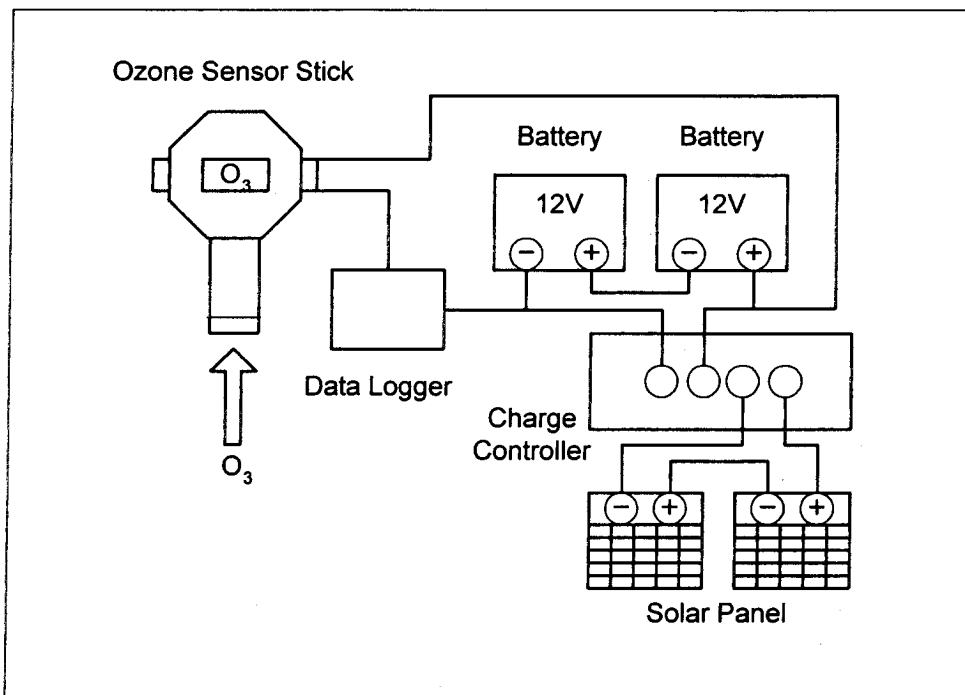 Ozone Sensor Stick
O₃
Battery
Battery
12V
12V
− +
− +
Data Logger
O₃
Charge
Controller
− +
− +
Solar Panel